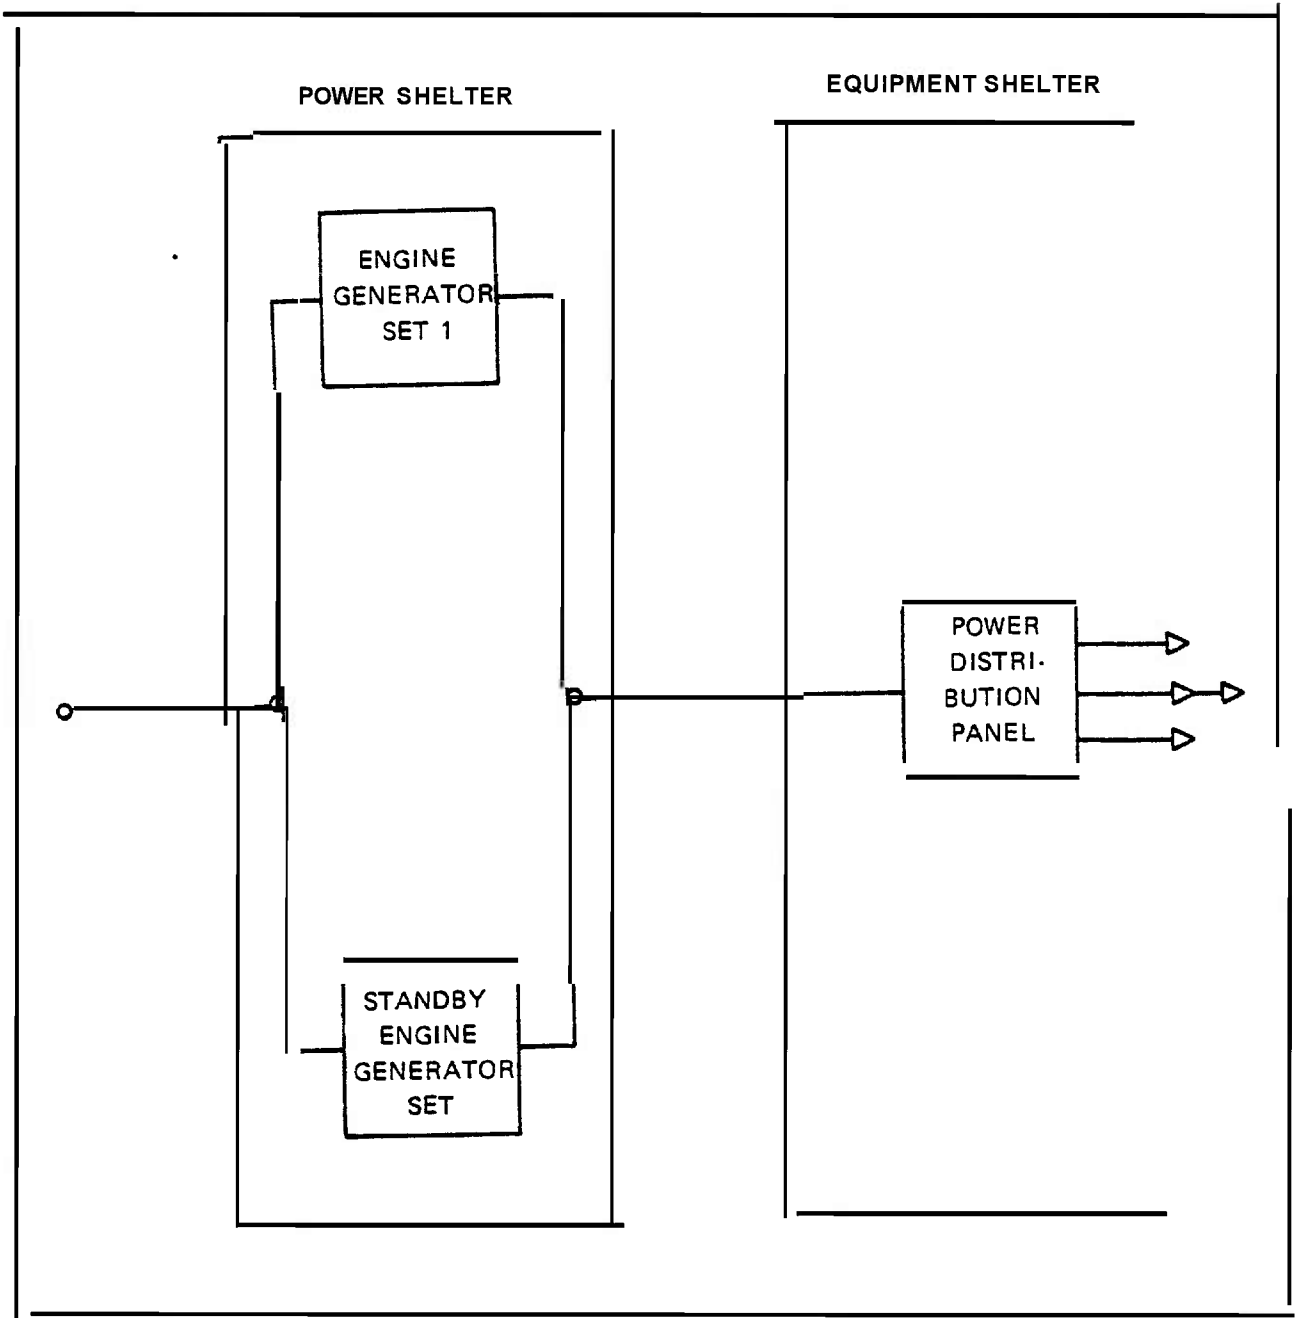 POWER SHELTER
EQUIPMENT SHELTER
ENGINE
GENERATOR
SET 1
POWER
DISTRI-
BUTION
PANEL
STANDBY
ENGINE
GENERATOR
SET